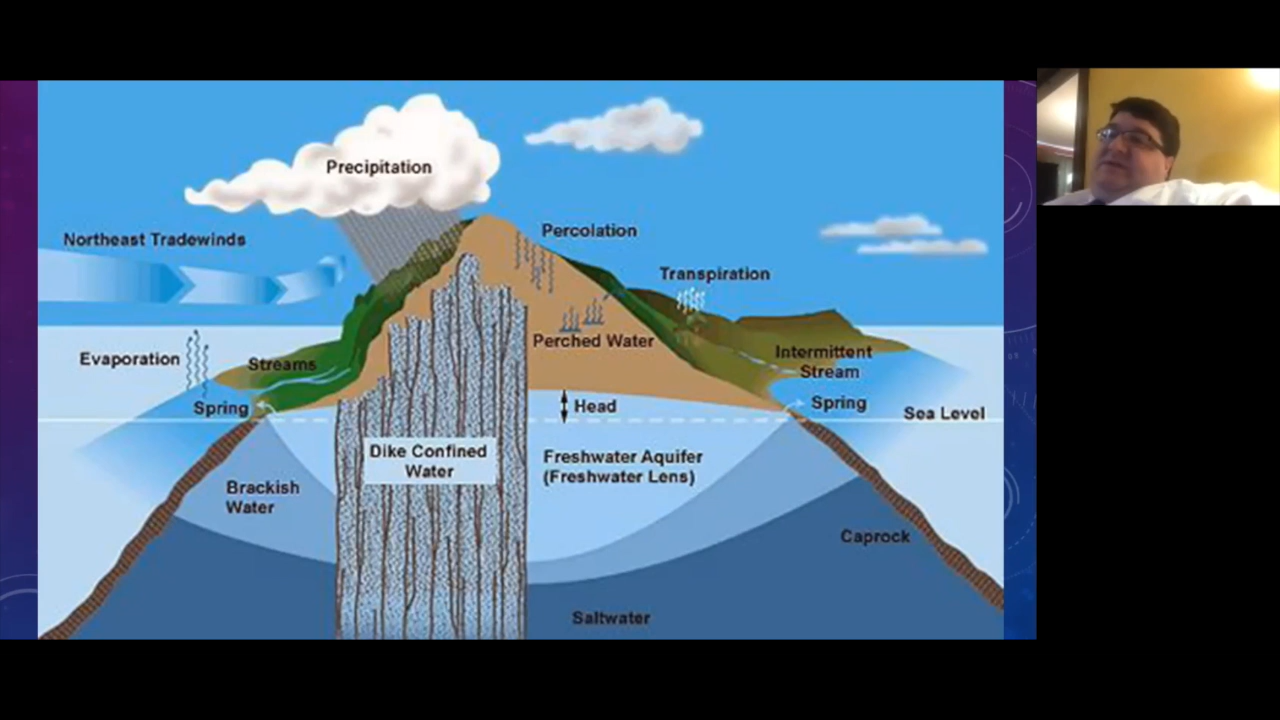 Precipitation
Northeast Tradewinds
Percolation
Transpiration
Evaporation
Streams
Perched Water
Intermittent
Stream
Spring
Head
Spring
Sea Level
Dike Confined
Water
Freshwater Aquifer
(Freshwater Lens)
Brackish
Water
Caprock
Saltwater